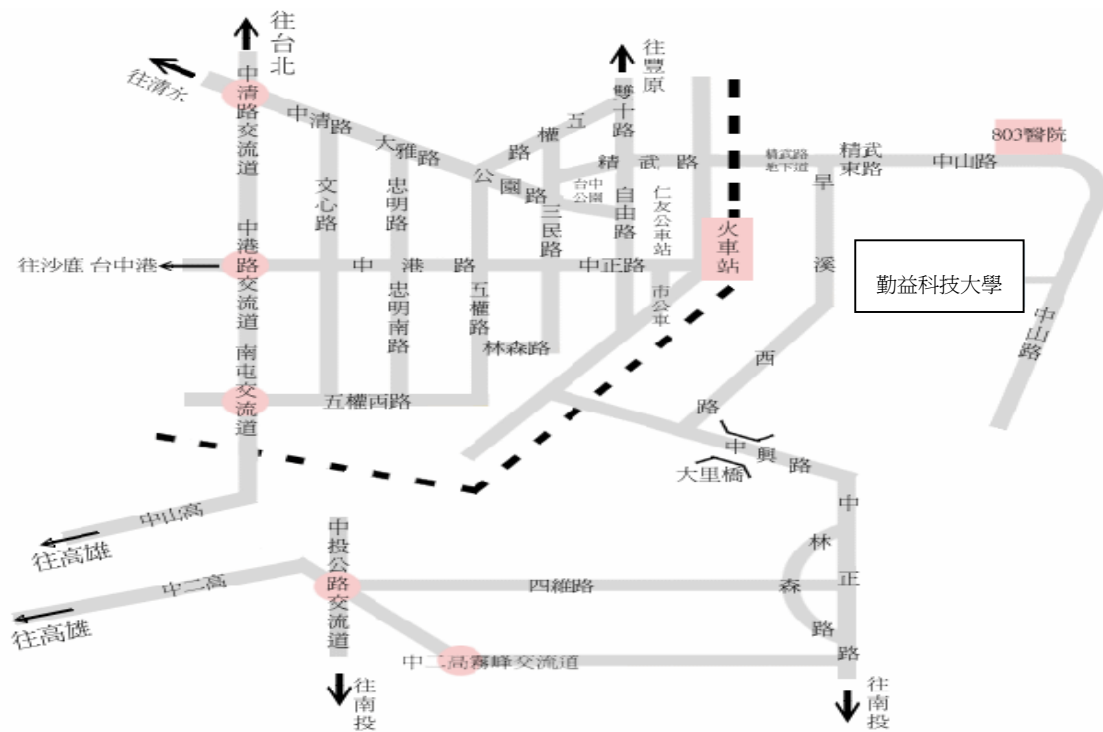 往台北
往清水
中清路交流道
中清路
大雅路
文心路
忠明路
公園路
五權路
往豐原
雙十路
精武路
台中
公園
自由路
三民路
仁友公車站
火車站
精武路
地下道
精武
東路
中山路
803醫院
旱溪西路
勤益科技大學
中山路
往沙鹿 台中港
中港路交流道
中港路
中正路
市公車
忠明南路
五權路
林森路
南屯交流道
五權西路
中興路
大里橋
中山高
往高雄
中二高
往高雄
中投公路交流道
往南投
四維路
中二高霧峰交流道
林森路
中正路
往南投